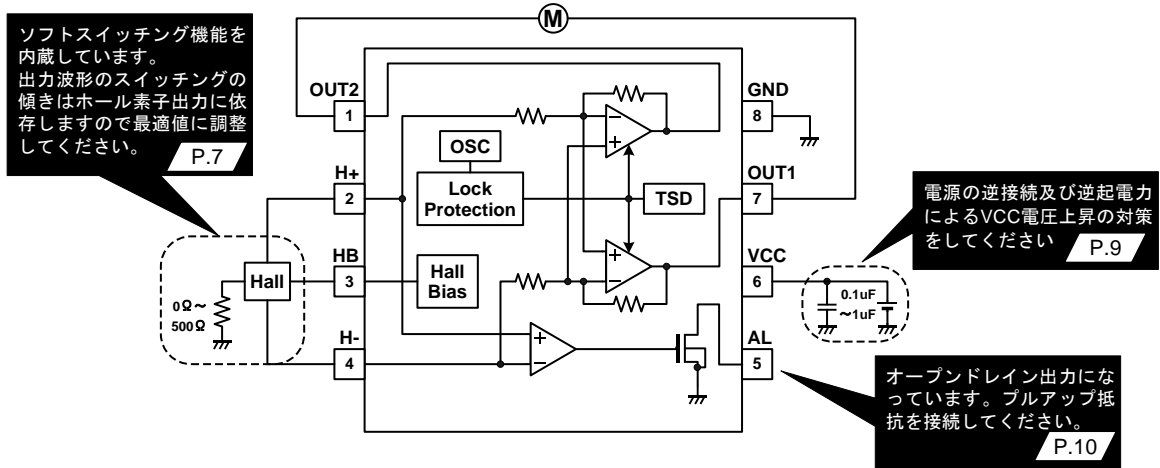 ソフトスイッチング機能を
内蔵しています。
出力波形のスイッチングの
傾きはホール素子出力に依
存しますので最適値に調整
してください。
P.7
M
OUT2
1
GND
8
OSC
H+
2
Lock
Protection
TSD
OUT1
7
電源の逆接続及び逆起電力
によるVCC電圧上昇の対策
をしてください
P.9
HB
3
Hall
Hall
Bias
VCC
6
0Ω～
500Ω
0.1uF
～1uF
H-
4
AL
5
オープンドレイン出力にな
っています。プルアップ抵
抗を接続してください。
P.10